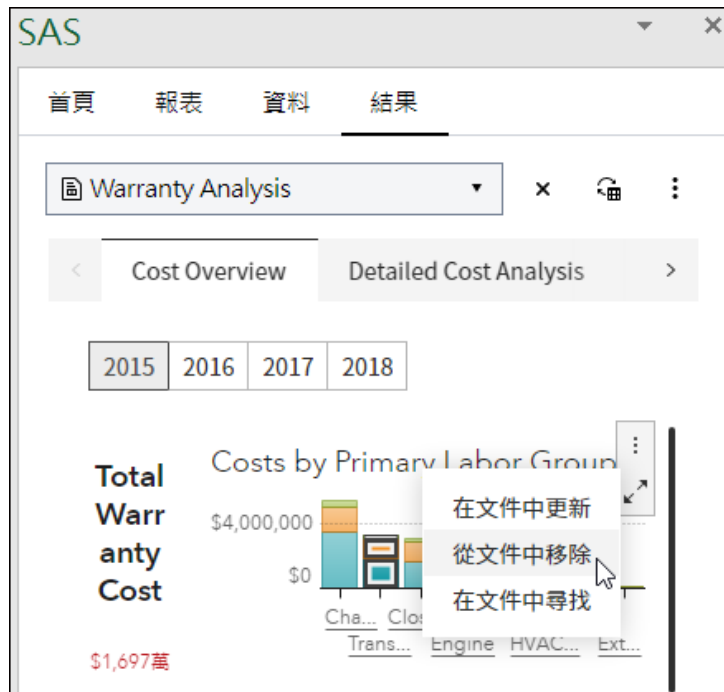 SAS
首頁 報表 資料 結果
Warranty Analysis
Cost Overview Detailed Cost Analysis
2015 2016 2017 2018
Total
Warr
anty
Cost
$1,697萬
Costs by Primary Labor Group
$4,000,000
$0
Cha... Clo
Trans... Engine HVAC... Ext...
在文件中更新
從文件中移除
在文件中尋找